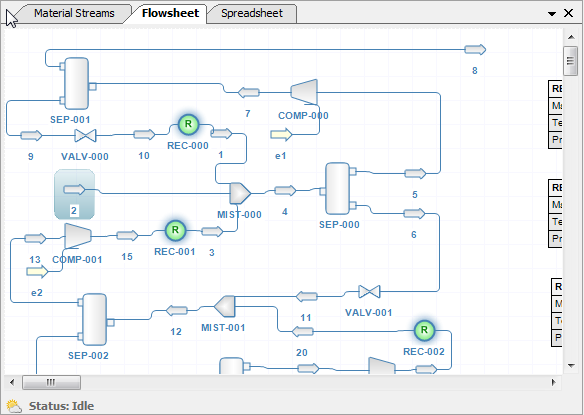 Material Streams Flowsheet Spreadsheet
8
SEP-001
7
COMP-000
RE
Ma
Te
Pr
R
9
VALV-000
10
REC-000
1
e1
2
MIST-000
4
SEP-000
5
6
RE
Ma
Te
Pr
R
13
COMP-001
15
REC-001
3
e2
SEP-002
12
MIST-001
11
VALV-001
R
Ma
Te
Pr
20
R
REC-002
Status: Idle